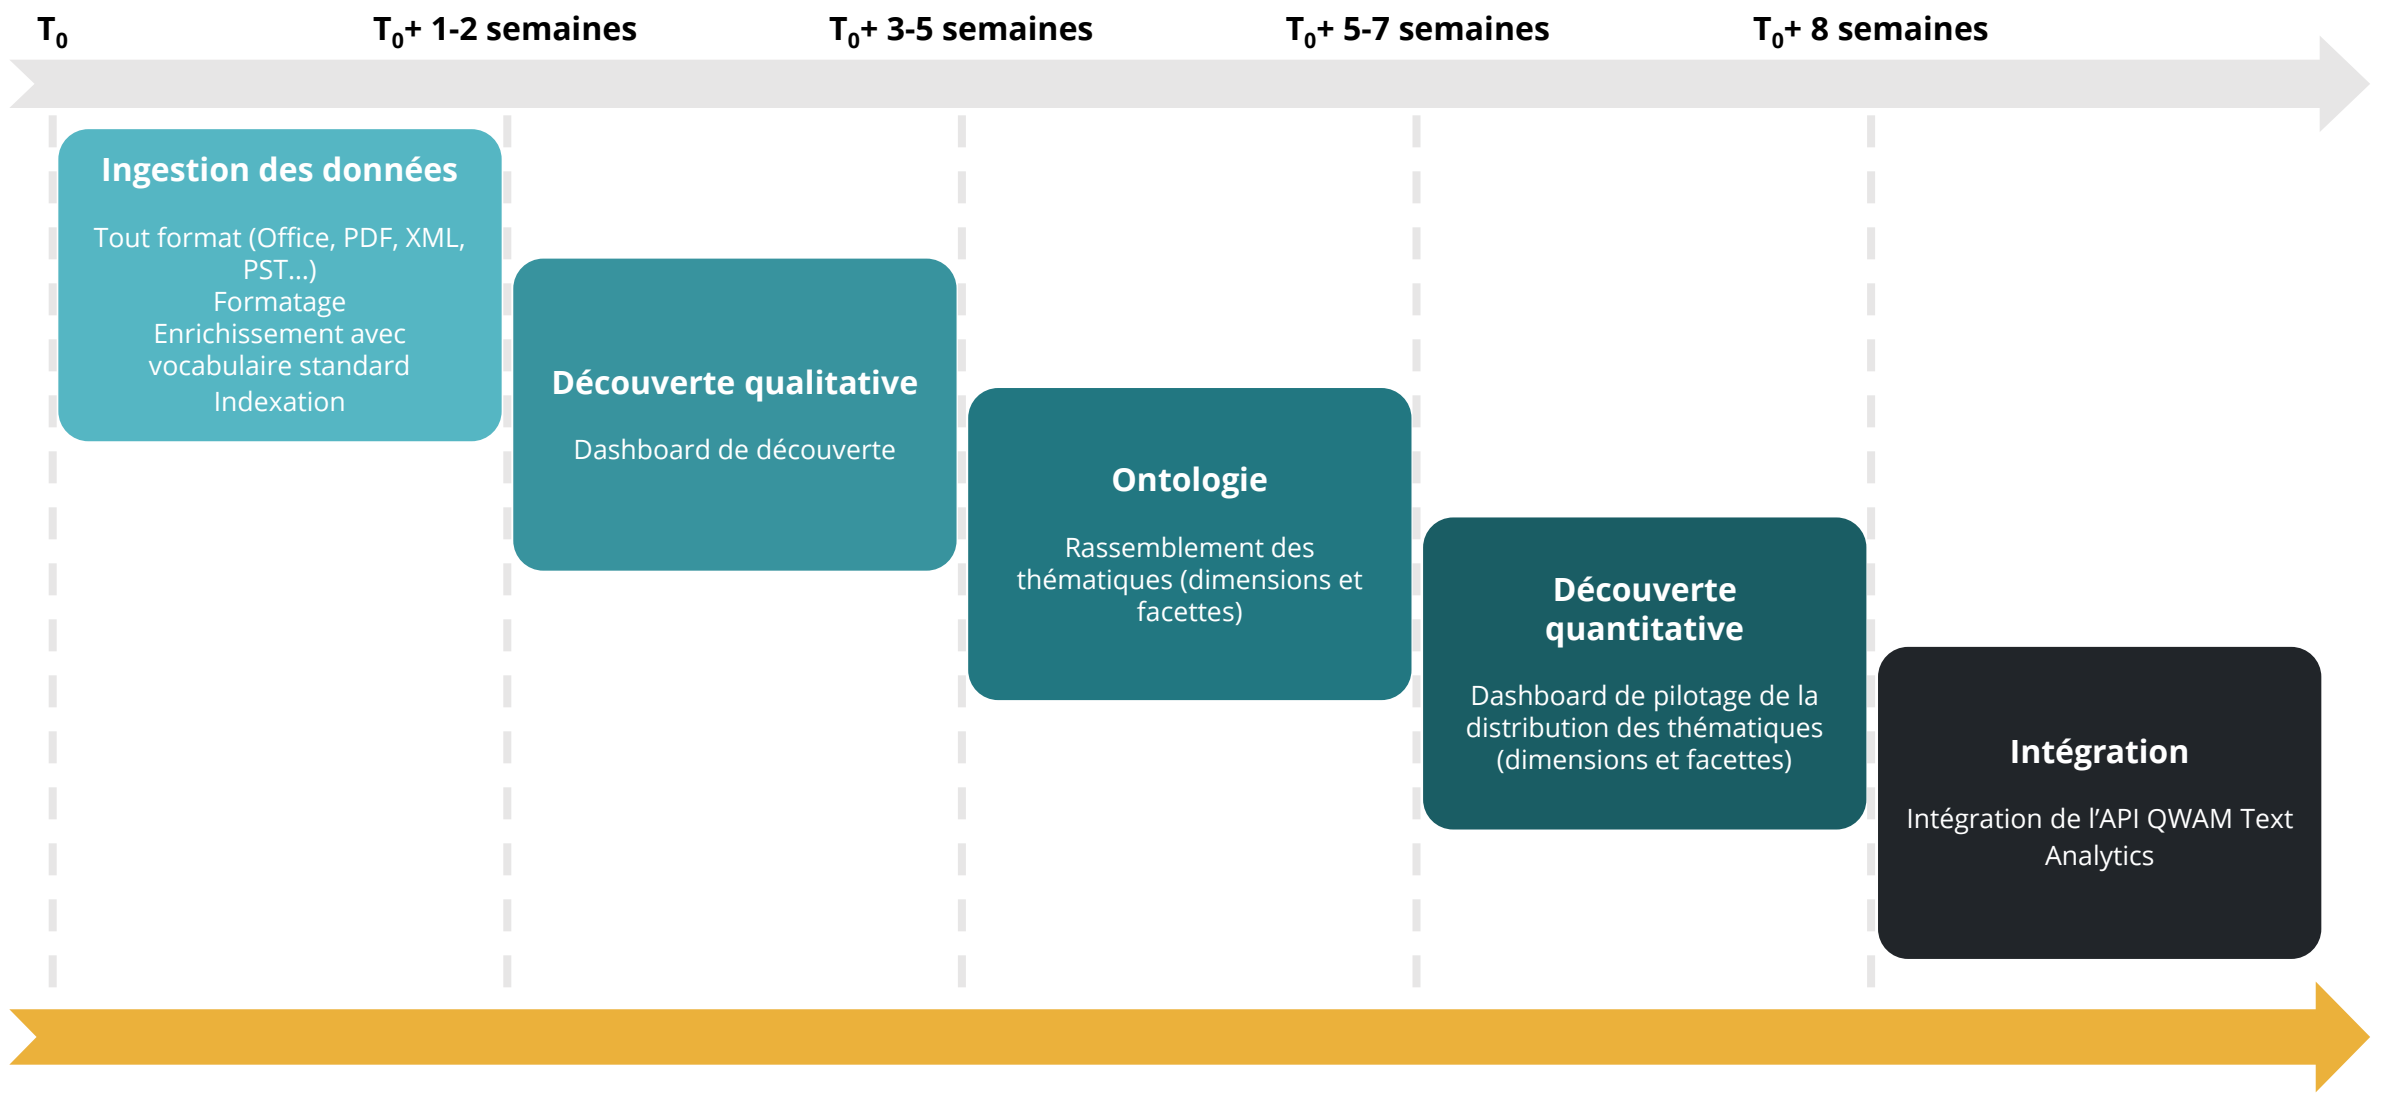 T0
T0+ 1-2 semaines
T0+ 3-5 semaines
T0+ 5-7 semaines
T0+ 8 semaines
Ingestion des données
Tout format (Office, PDF, XML,
PST...)
Formatage
Enrichissement avec
vocabulaire standard
Indexation
Découverte qualitative
Dashboard de découverte
Ontologie
Rassemblement des
thématiques (dimensions et
facettes)
Découverte
quantitative
Dashboard de pilotage de la
distribution des thématiques
(dimensions et facettes)
Intégration
Intégration de l’API QWAM Text
Analytics